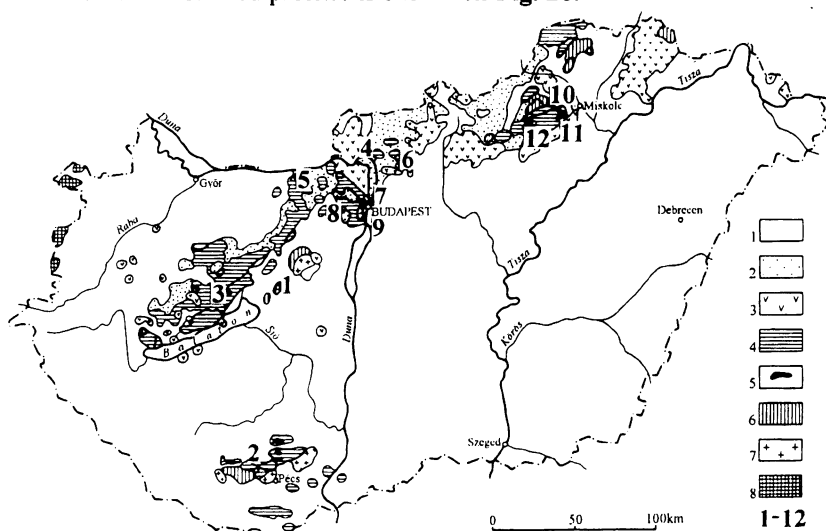 Duna
Győr
Raba
4
6
5
7
8
BUDAPEST
9
10
Miskolc
11
12
Tisza
Debrecen
1
3
Balaton
Sió
Duna
Tisza
Körös
2
Pécs
Szeged
1
2
3
4
5
6
7
8
1-12
0 50 100km